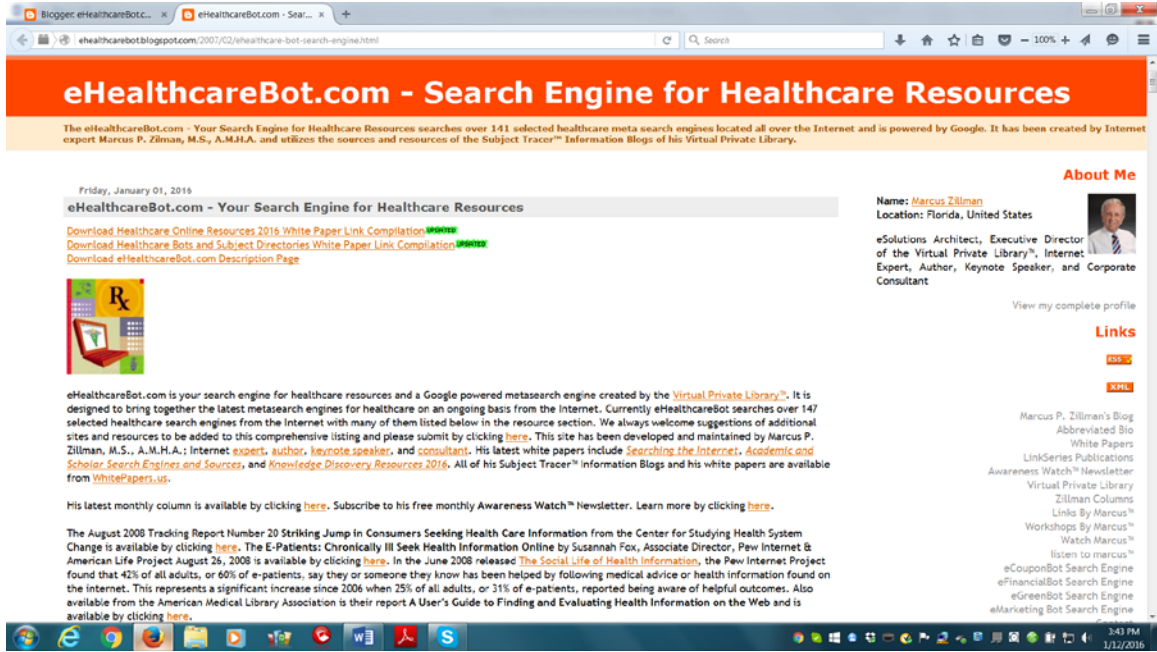 Blogger: eHealthcareBot.c...
eHealthcareBot.com - Sear...
ehealthcarebot.blogspot.com/2007/02/ehealthcare-bot-search-engine.html
Search
100%
eHealthcareBot.com - Search Engine for Healthcare Resources
The eHealthcareBot.com - Your Search Engine for Healthcare Resources searches over 141 selected healthcare meta search engines located all over the Internet and is powered by Google. It has been created by Internet
expert Marcus P. Zilman, M.S., A.M.H.A. and utilizes the sources and resources of the Subject Tracer™ Information Blogs of his Virtual Private Library.
Friday, January 01, 2016
eHealthcareBot.com - Your Search Engine for Healthcare Resources
Download Healthcare Online Resources 2016 White Paper Link Compilation UPDATED
Download Healthcare Bots and Subject Directories White Paper Link Compilation UPDATED
Download eHealthcareBot.com Description Page
Rx
eHealthcareBot.com is your search engine for healthcare resources and a Google powered metasearch engine created by the Virtual Private Library™. It is
designed to bring together the latest metasearch engines for healthcare on an ongoing basis from the Internet. Currently eHealthcareBot searches over 147
selected healthcare search engines from the Internet with many of them listed below in the resource section. We always welcome suggestions of additional
sites and resources to be added to this comprehensive listing and please submit by clicking here. This site has been developed and maintained by Marcus P.
Zillman, M.S., A.M.H.A.; Internet expert, author, keynote speaker, and consultant. His latest white papers include Searching the Internet, Academic and
Scholar Search Engines and Sources, and Knowledge Discovery Resources 2016. All of his Subject Tracer™ Information Blogs and his white papers are available
from WhitePapers.us.
His latest monthly column is available by clicking here. Subscribe to his free monthly Awareness Watch™ Newsletter. Learn more by clicking here.
The August 2008 Tracking Report Number 20 Striking Jump in Consumers Seeking Health Care Information from the Center for Studying Health System
Change is available by clicking here. The E-Patients: Chronically Ill Seek Health Information Online by Susannah Fox, Associate Director, Pew Internet &
American Life Project August 26, 2008 is available by clicking here. In the June 2008 released The Social Life of Health Information, the Pew Internet Project
found that 42% of all adults, or 60% of e-patients, say they or someone they know has been helped by following medical advice or health information found on
the internet. This represents a significant increase since 2006 when 25% of all adults, or 31% of e-patients, reported being aware of helpful outcomes. Also
available from the American Medical Library Association is their report A User's Guide to Finding and Evaluating Health Information on the Web and is
available by clicking here.
About Me
Name: Marcus Zillman
Location: Florida, United States
eSolutions Architect, Executive Director
of the Virtual Private Library™, Internet
Expert, Author, Keynote Speaker, and Corporate
Consultant
View my complete profile
Links
RSS
XML
Marcus P. Zillman's Blog
Abbreviated Bio
White Papers
LinkSeries Publications
Awareness Watch™ Newsletter
Virtual Private Library
Zillman Columns
Links By Marcus™
Workshops By Marcus™
Watch Marcus™
listen to marcus™
eCouponBot Search Engine
eFinancialBot Search Engine
eGreenBot Search Engine
eMarketing Bot Search Engine
3:43 PM
1/12/2016